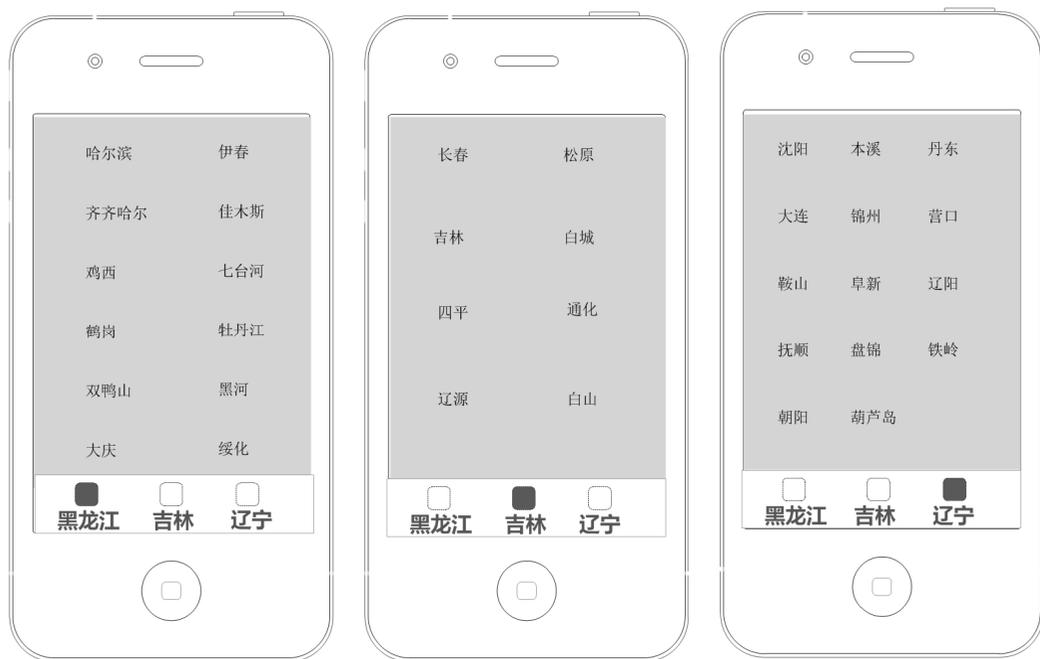 哈尔滨 伊春
齐齐哈尔 佳木斯
鸡西 七台河
鹤岗 牡丹江
双鸭山 黑河
大庆 绥化
黑龙江 吉林 辽宁
长春 松原
吉林 白城
四平 通化
辽源 白山
黑龙江 吉林 辽宁
沈阳 本溪 丹东
大连 锦州 营口
鞍山 阜新 辽阳
抚顺 盘锦 铁岭
朝阳 葫芦岛
黑龙江 吉林 辽宁